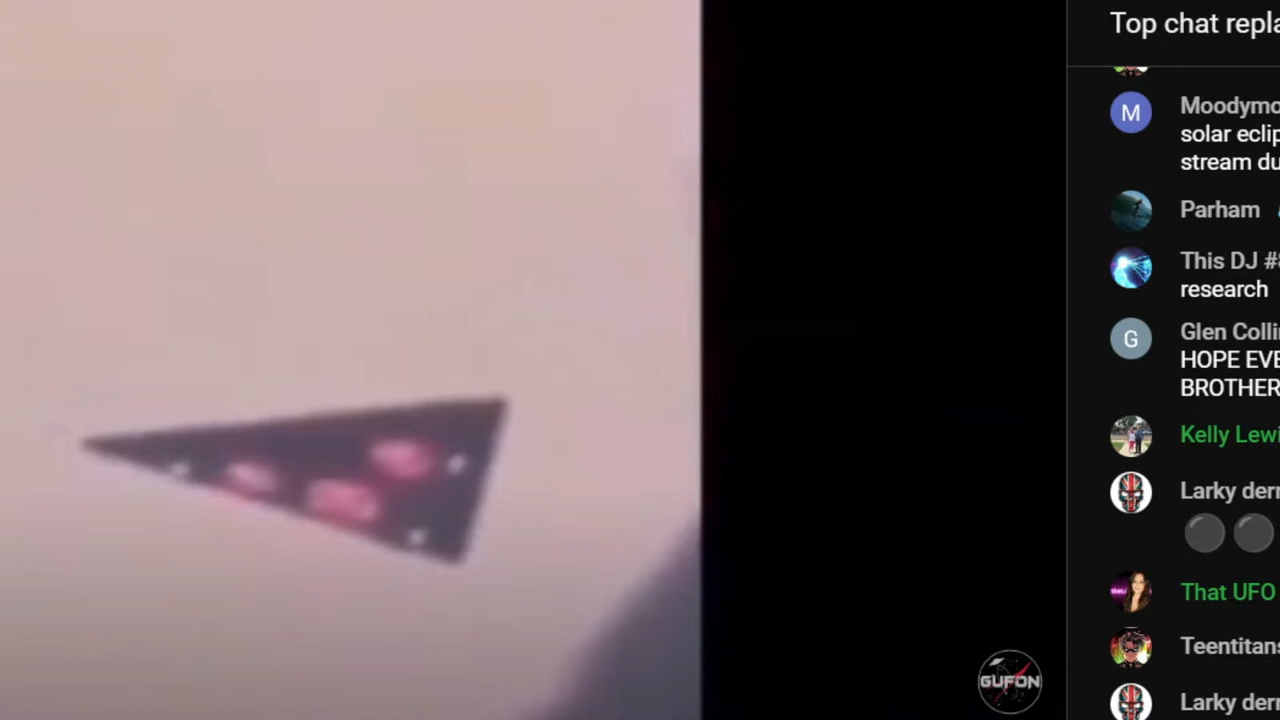 Top chat repla
M
Moodymo
solar eclip
stream du
Parham
This DJ #
research
G
Glen Colli
HOPE EVE
BROTHER
Kelly Lewi
Larky der
That UFO
Teentitans
Larky der
GUFON